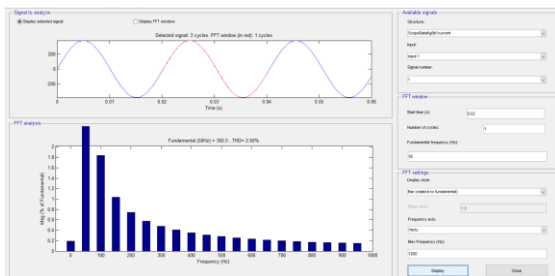 Signal to analyze
Display selected signal
Display FFT window
Selected signal: 3 cycles. FFT window (in red): 1 cycles
200
0
-200
0
0.01
0.02
0.03
0.04
0.05
0.06
Time (s)
FFT analysis
Fundamental (50Hz) = 392.5 , THD= 2.60%
Mag (% of Fundamental)
2
1.8
1.6
1.4
1.2
1
0.8
0.6
0.4
0.2
0
0
100
200
300
400
500
600
700
800
900
1000
Frequency (Hz)
Available signals
Structure:
Input:
input 1
Signal number:
1
FFT window
Start time (s):
0.02
Number of cycles:
1
Fundamental frequency (Hz):
50
FFT settings
Display style:
Bar (relative to fundamental)
Base value:
1.0
Frequency axis:
Hertz
Max Frequency (Hz):
1000
Display
Close